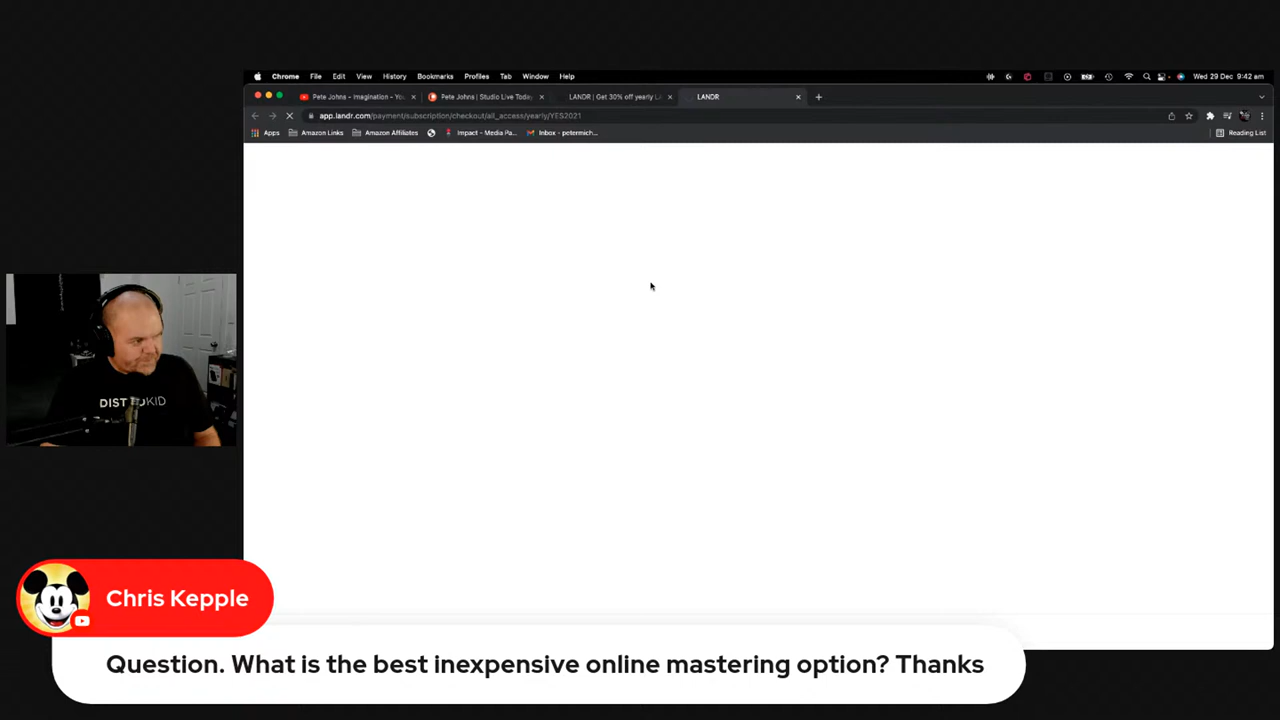 Chrome File Edit View History Bookmarks Profiles Tab Window Help Wed 29 Dec 9:42 am
Pete Johns - Imagination - Yo Pete Johns | Studio Live Today LANDR | Get 30% off yearly LA LANDR
app.landr.com/payment/subscription/checkout/all_access/yearly/YES2021
Apps Amazon Links Amazon Affiliates Impact - Media Pa... Inbox - petermich... Reading List
DIST KID
Chris Kepple
Question. What is the best inexpensive online mastering option? Thanks